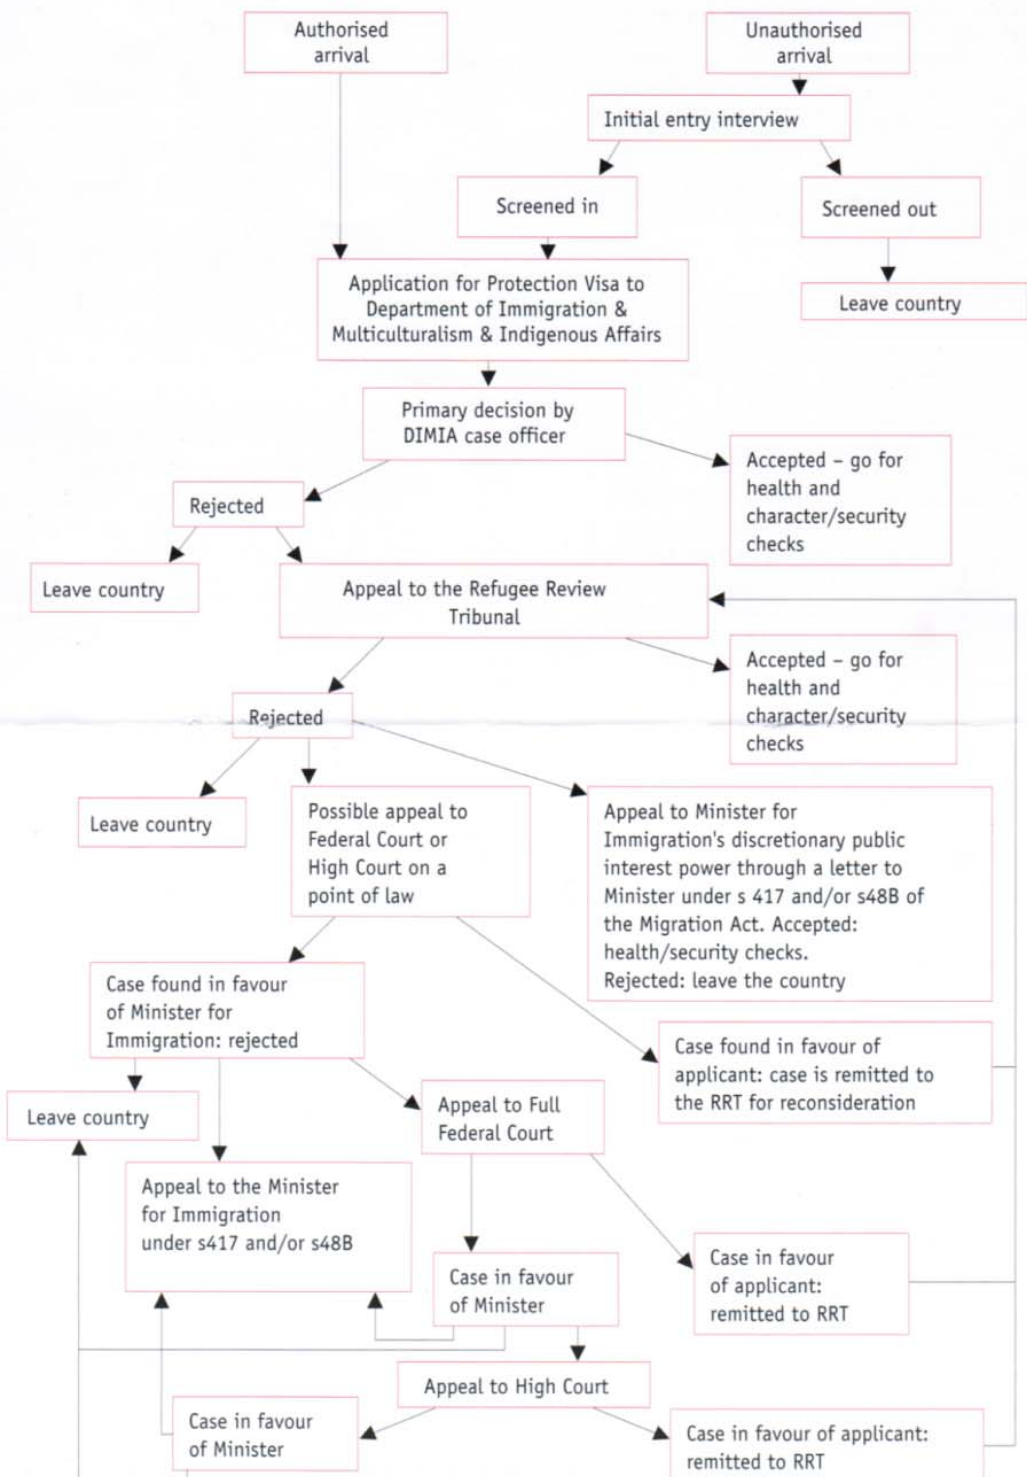 Authorised
arrival
Unauthorised
arrival
Initial entry interview
Screened in
Screened out
Application for Protection Visa to
Department of Immigration &
Multiculturalism & Indigenous Affairs
Leave country
Primary decision by
DIMIA case officer
Accepted – go for
health and
character/security
checks
Rejected
Leave country
Appeal to the Refugee Review
Tribunal
Accepted – go for
health and
character/security
checks
Rejected
Leave country
Possible appeal to
Federal Court or
High Court on a
point of law
Appeal to Minister for
Immigration's discretionary public
interest power through a letter to
Minister under s 417 and/or s48B of
the Migration Act. Accepted:
health/security checks.
Rejected: leave the country
Case found in favour
of Minister for
Immigration: rejected
Case found in favour of
applicant: case is remitted to
the RRT for reconsideration
Leave country
Appeal to Full
Federal Court
Appeal to the Minister
for Immigration
under s417 and/or s48B
Case in favour
of applicant:
remitted to RRT
Case in favour
of Minister
Appeal to High Court
Case in favour
of Minister
Case in favour of applicant:
remitted to RRT